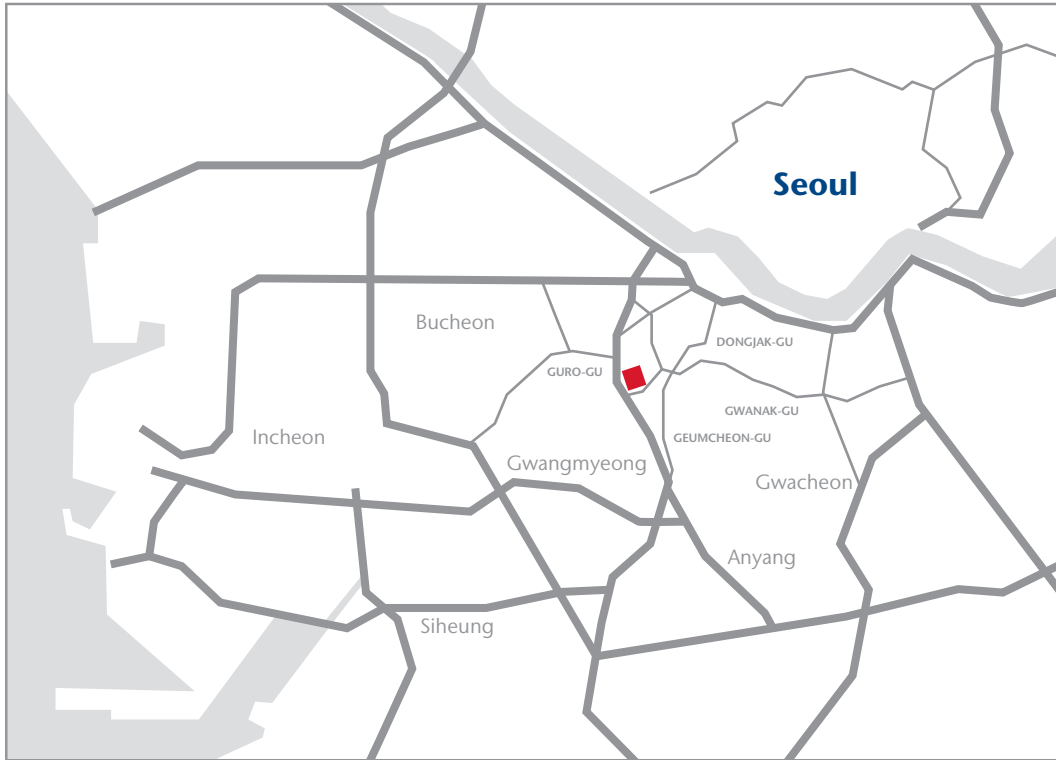 Seoul
Bucheon
DONGJAK-GU
GURO-GU
GWANAK-GU
Incheon
GEUMCHEON-GU
Gwangmyeong
Gwacheon
Anyang
Siheung